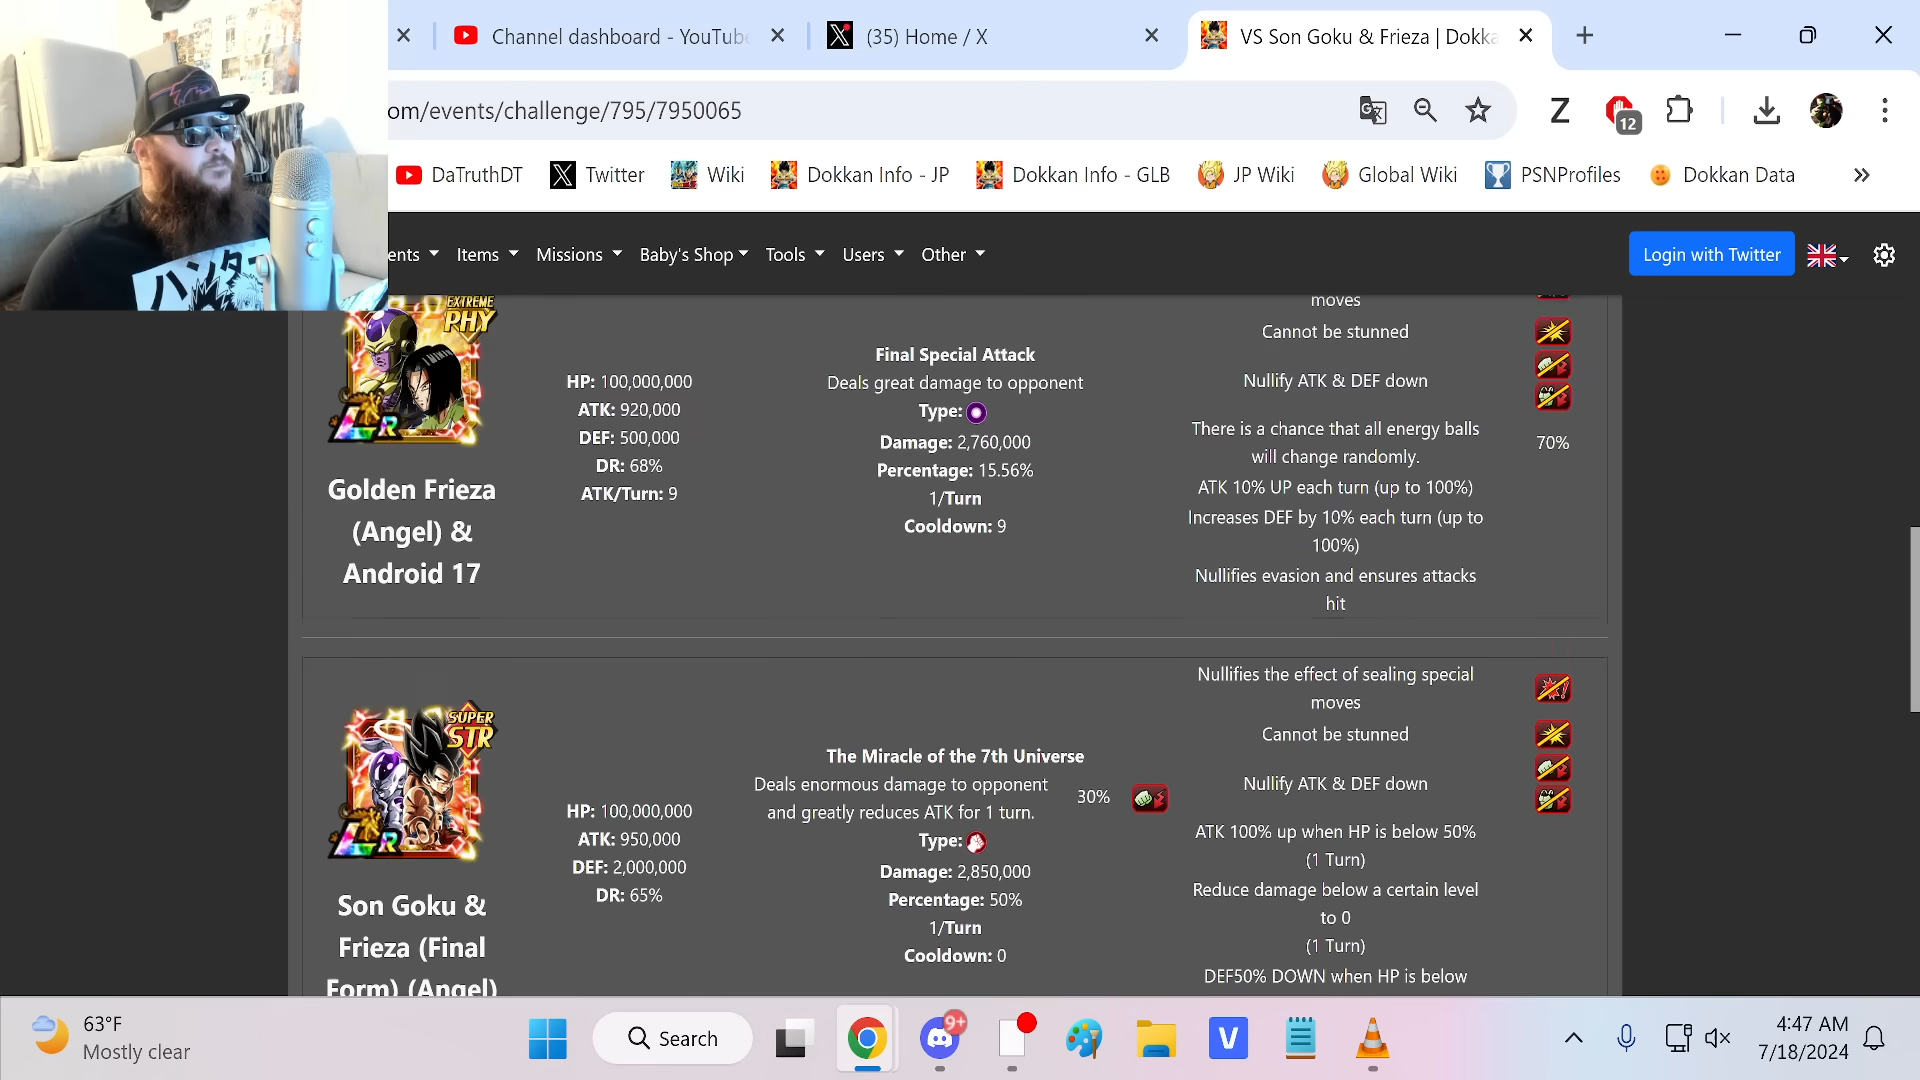 Channel dashboard - YouTube
(35) Home / X
VS Son Goku & Frieza | Dokka
om/events/challenge/795/7950065
12
DaTruthDT
Twitter
Wiki
Dokkan Info - JP
Dokkan Info - GLB
JP Wiki
Global Wiki
PSNProfiles
Dokkan Data
ents
Items
Missions
Baby's Shop
Tools
Users
Other
Login with Twitter
ハンター
EXTREME
PHY
LR
Golden Frieza
(Angel) &
Android 17
HP: 100,000,000
ATK: 920,000
DEF: 500,000
DR: 68%
ATK/Turn: 9
Final Special Attack
Deals great damage to opponent
Type:
Damage: 2,760,000
Percentage: 15.56%
1/Turn
Cooldown: 9
moves
Cannot be stunned
Nullify ATK & DEF down
There is a chance that all energy balls
will change randomly.
70%
ATK 10% UP each turn (up to 100%)
Increases DEF by 10% each turn (up to
100%)
Nullifies evasion and ensures attacks
hit
SUPER
STR
LR
Son Goku &
Frieza (Final
Form) (Angel)
HP: 100,000,000
ATK: 950,000
DEF: 2,000,000
DR: 65%
The Miracle of the 7th Universe
Deals enormous damage to opponent
and greatly reduces ATK for 1 turn.
30%
Type:
Damage: 2,850,000
Percentage: 50%
1/Turn
Cooldown: 0
Nullifies the effect of sealing special
moves
Cannot be stunned
Nullify ATK & DEF down
ATK 100% up when HP is below 50%
(1 Turn)
Reduce damage below a certain level
to 0
(1 Turn)
DEF50% DOWN when HP is below
63°F
Mostly clear
Search
9+
4:47 AM
7/18/2024